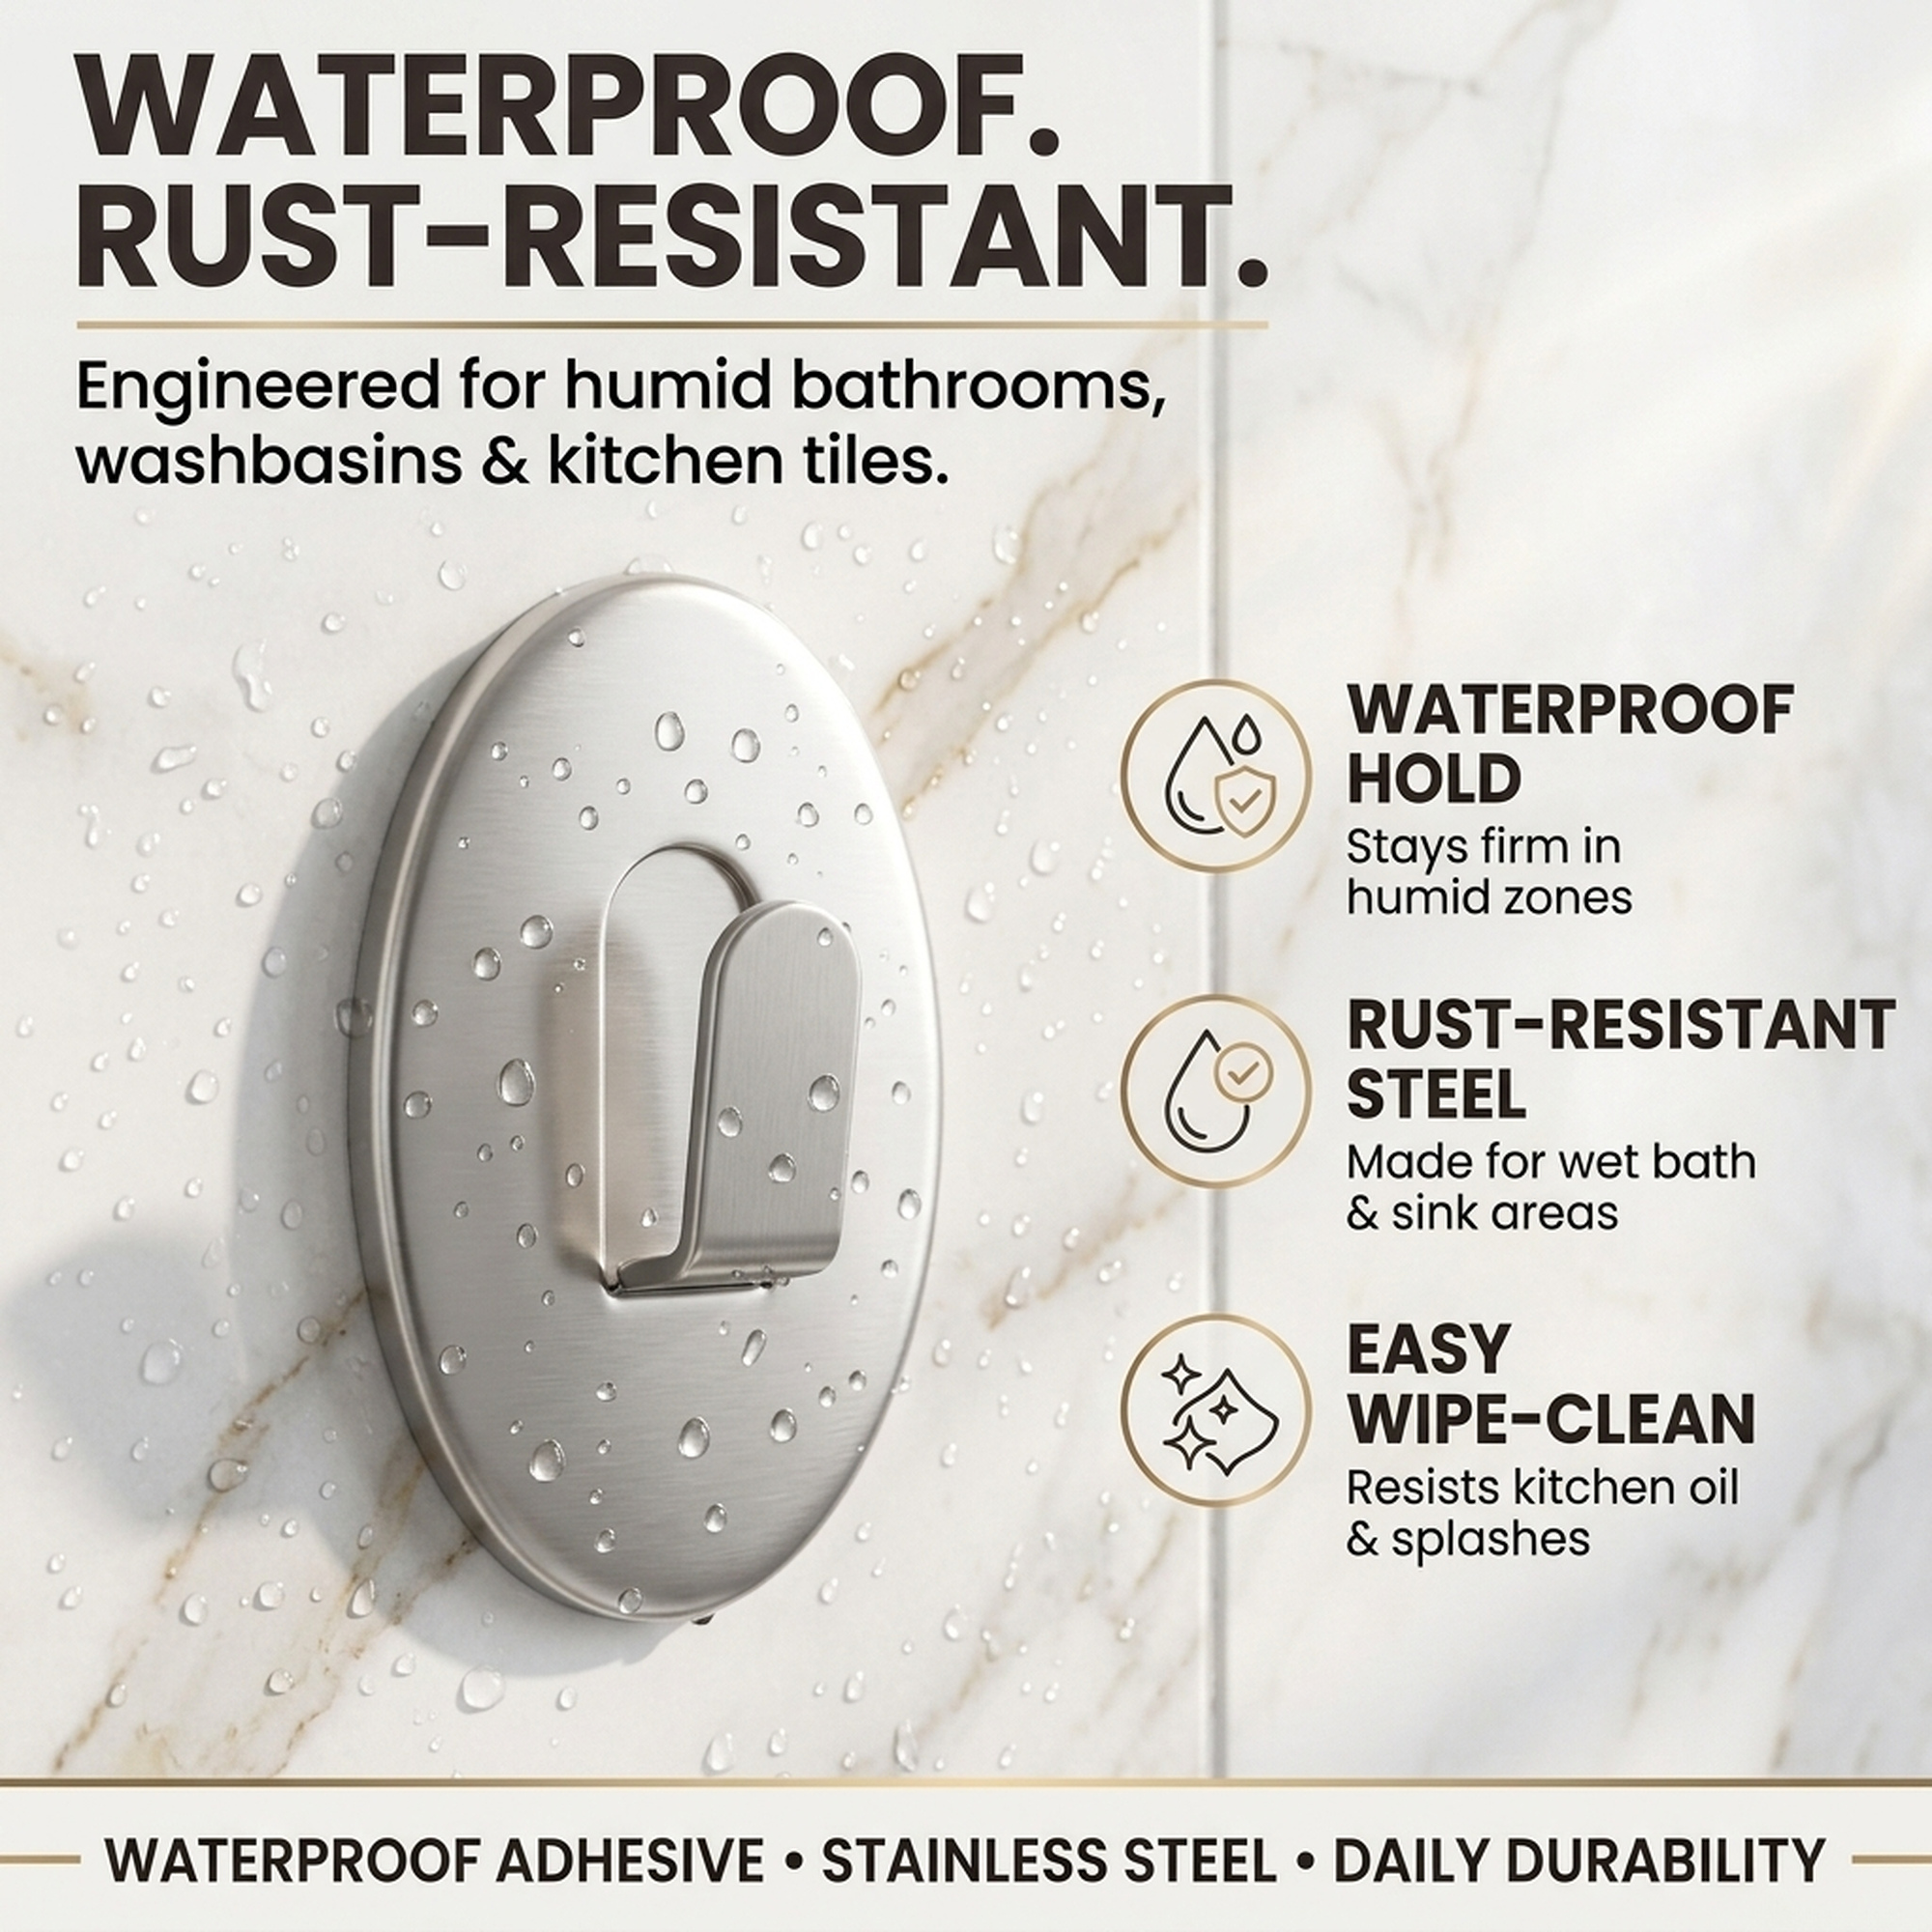 WATERPROOF.
RUST-RESISTANT.
Engineered for humid bathrooms,
washbasins & kitchen tiles.
WATERPROOF
HOLD
Stays firm in
humid zones
RUST-RESISTANT
STEEL
Made for wet bath
& sink areas
EASY
WIPE-CLEAN
Resists kitchen oil
& splashes
WATERPROOF ADHESIVE • STAINLESS STEEL • DAILY DURABILITY